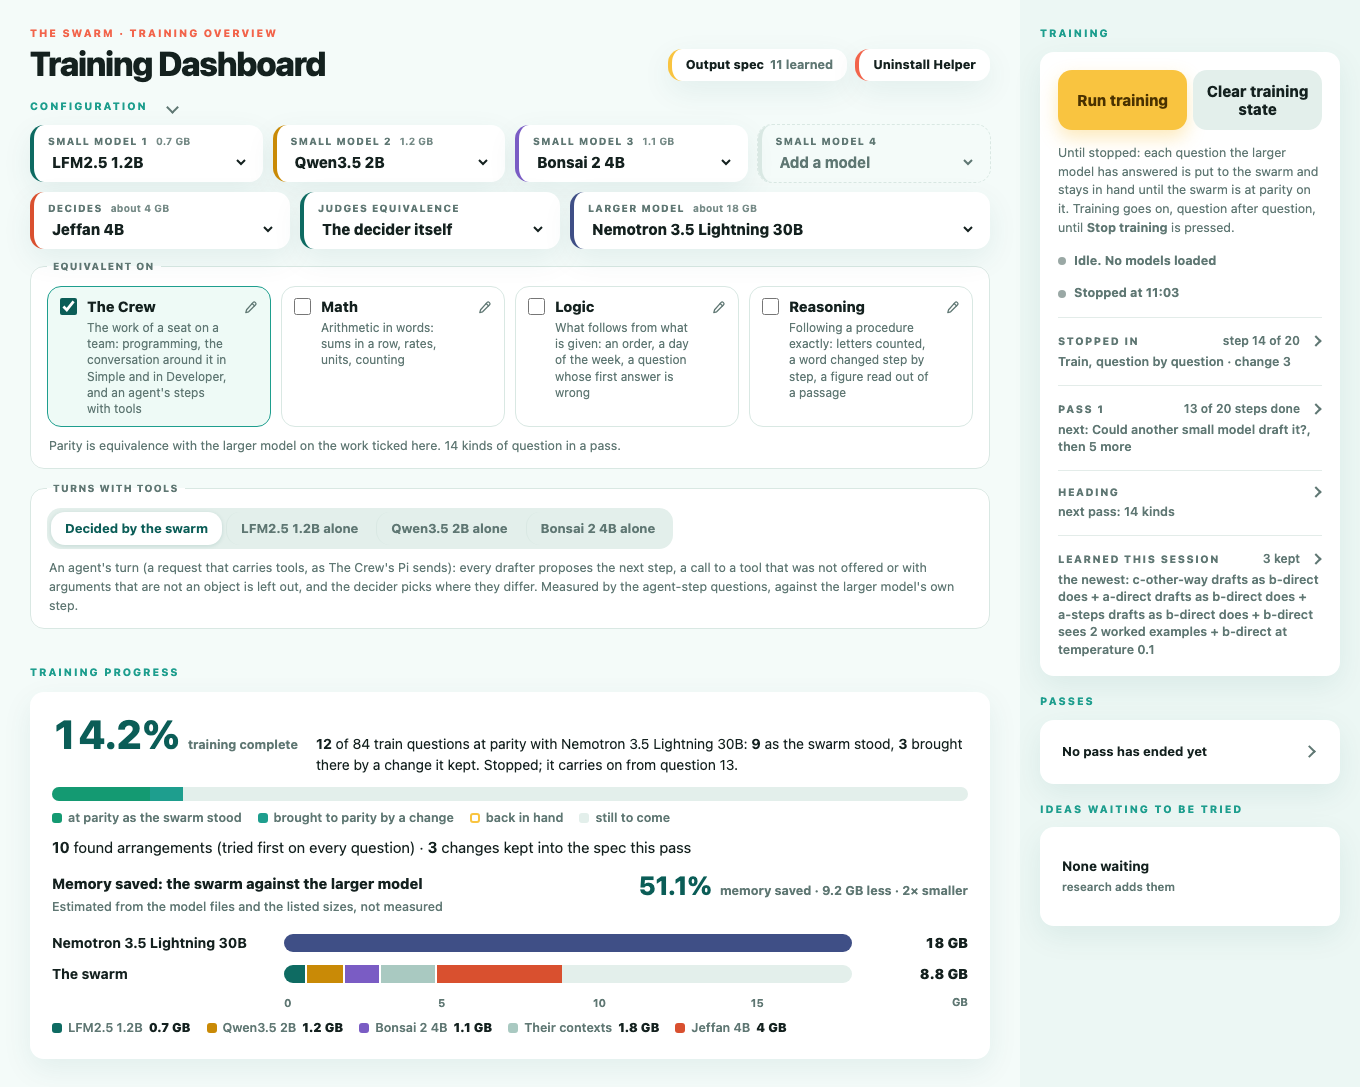 THE SWARM · TRAINING OVERVIEW
Training Dashboard
Output spec 11 learned
Uninstall Helper
CONFIGURATION
SMALL MODEL 1 0.7 GB
LFM2.5 1.2B
SMALL MODEL 2 1.2 GB
Qwen3.5 2B
SMALL MODEL 3 1.1 GB
Bonsai 2 4B
SMALL MODEL 4
Add a model
DECIDES about 4 GB
Jeffan 4B
JUDGES EQUIVALENCE
The decider itself
LARGER MODEL about 18 GB
Nemotron 3.5 Lightning 30B
EQUIVALENT ON
The Crew
The work of a seat on a
team: programming, the
conversation around it in
Simple and in Developer,
and an agent's steps
with tools
Math
Arithmetic in words:
sums in a row, rates,
units, counting
Logic
What follows from what
is given: an order, a day
of the week, a question
whose first answer is
wrong
Reasoning
Following a procedure
exactly: letters counted,
a word changed step by
step, a figure read out of
a passage
Parity is equivalence with the larger model on the work ticked here. 14 kinds of question in a pass.
TURNS WITH TOOLS
Decided by the swarm
LFM2.5 1.2B alone
Qwen3.5 2B alone
Bonsai 2 4B alone
An agent's turn (a request that carries tools, as The Crew's Pi sends): every drafter proposes the next step, a call to a tool that was not offered or with
arguments that are not an object is left out, and the decider picks where they differ. Measured by the agent-step questions, against the larger model's own
step.
TRAINING PROGRESS
14.2% training complete
12 of 84 train questions at parity with Nemotron 3.5 Lightning 30B: 9 as the swarm stood, 3 brought
there by a change it kept. Stopped; it carries on from question 13.
at parity as the swarm stood
brought to parity by a change
back in hand
still to come
10 found arrangements (tried first on every question) · 3 changes kept into the spec this pass
Memory saved: the swarm against the larger model
Estimated from the model files and the listed sizes, not measured
51.1% memory saved · 9.2 GB less · 2× smaller
Nemotron 3.5 Lightning 30B
18 GB
The swarm
8.8 GB
0 5 10 15 GB
LFM2.5 1.2B 0.7 GB
Qwen3.5 2B 1.2 GB
Bonsai 2 4B 1.1 GB
Their contexts 1.8 GB
Jeffan 4B 4 GB
TRAINING
Run training
Clear training
state
Until stopped: each question the larger
model has answered is put to the swarm and
stays in hand until the swarm is at parity on
it. Training goes on, question after question,
until Stop training is pressed.
Idle. No models loaded
Stopped at 11:03
STOPPED IN step 14 of 20
Train, question by question · change 3
PASS 1 13 of 20 steps done
next: Could another small model draft it?,
then 5 more
HEADING
next pass: 14 kinds
LEARNED THIS SESSION 3 kept
the newest: c-other-way drafts as b-direct
does + a-direct drafts as b-direct does +
a-steps drafts as b-direct does + b-direct
sees 2 worked examples + b-direct at
temperature 0.1
PASSES
No pass has ended yet
IDEAS WAITING TO BE TRIED
None waiting
research adds them